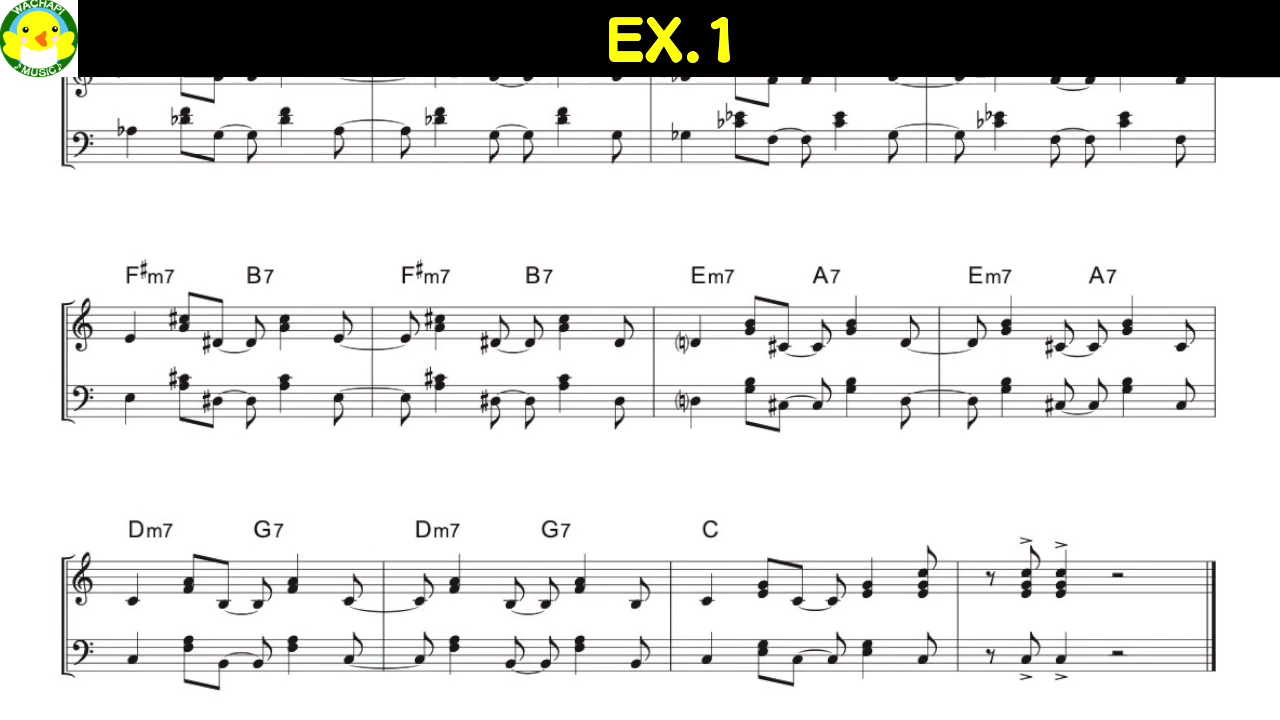 WACHAPI
♪MUSIC♪
EX.1
F♯m7 B7 F♯m7 B7 Em7 A7 Em7 A7
Dm7 G7 Dm7 G7 C